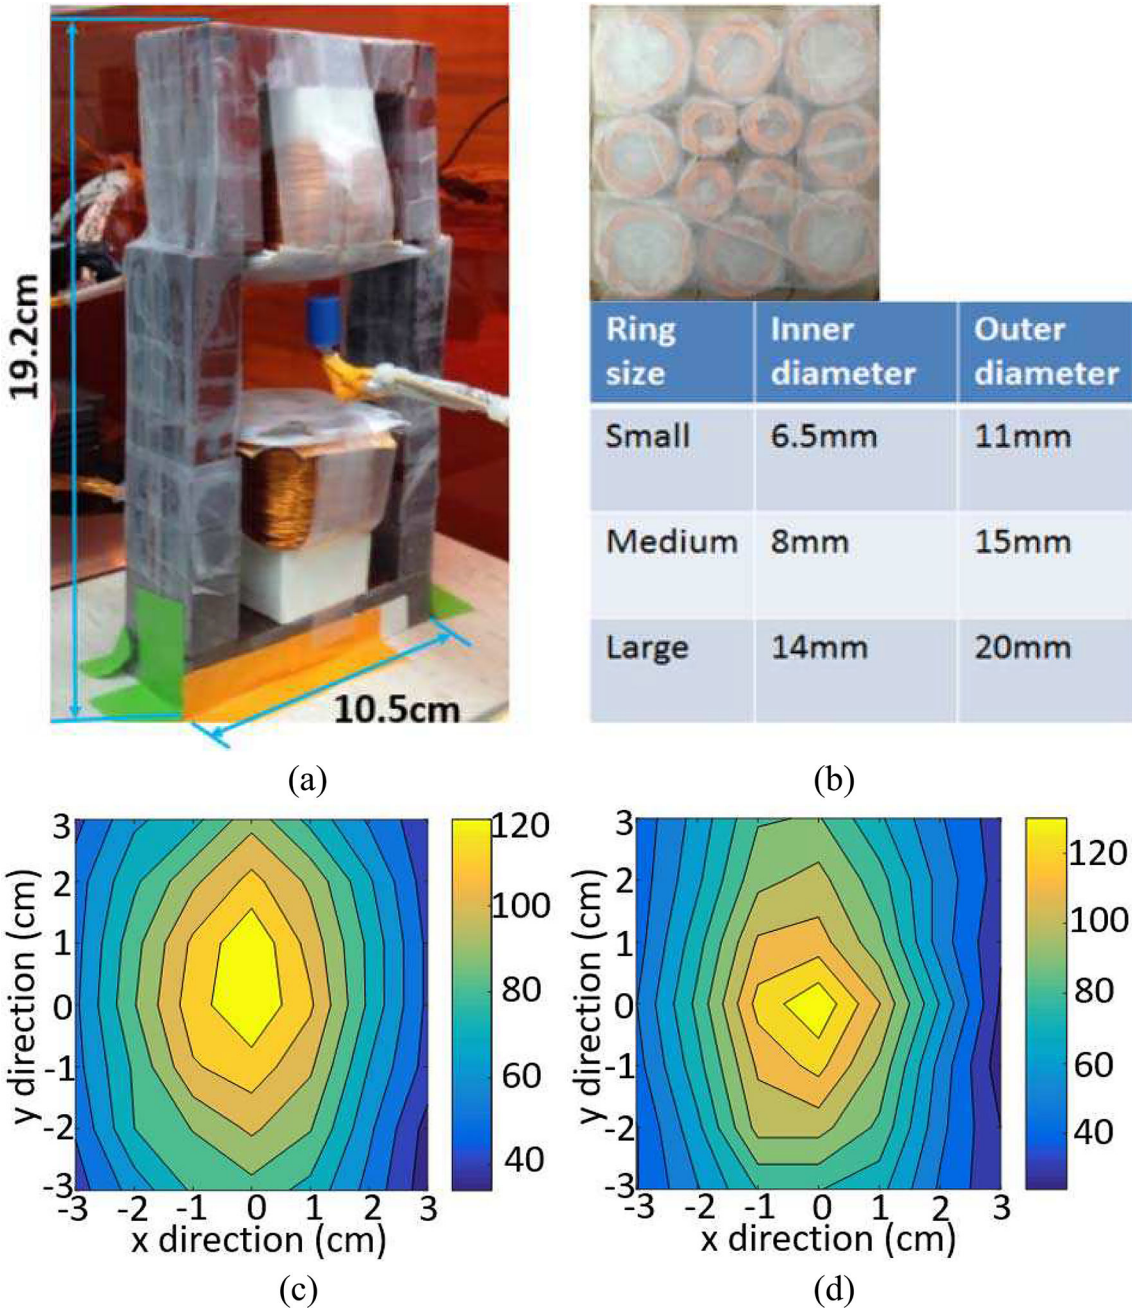 19.2cm
10.5cm
(a)
Ring size
Inner diameter
Outer diameter
Small
6.5mm
11mm
Medium
8mm
15mm
Large
14mm
20mm
(b)
3
2
1
0
-1
-2
-3
y direction (cm)
-3 -2 -1 0 1 2 3
x direction (cm)
120
100
80
60
40
(c)
3
2
1
0
-1
-2
-3
y direction (cm)
-3 -2 -1 0 1 2 3
x direction (cm)
120
100
80
60
40
(d)